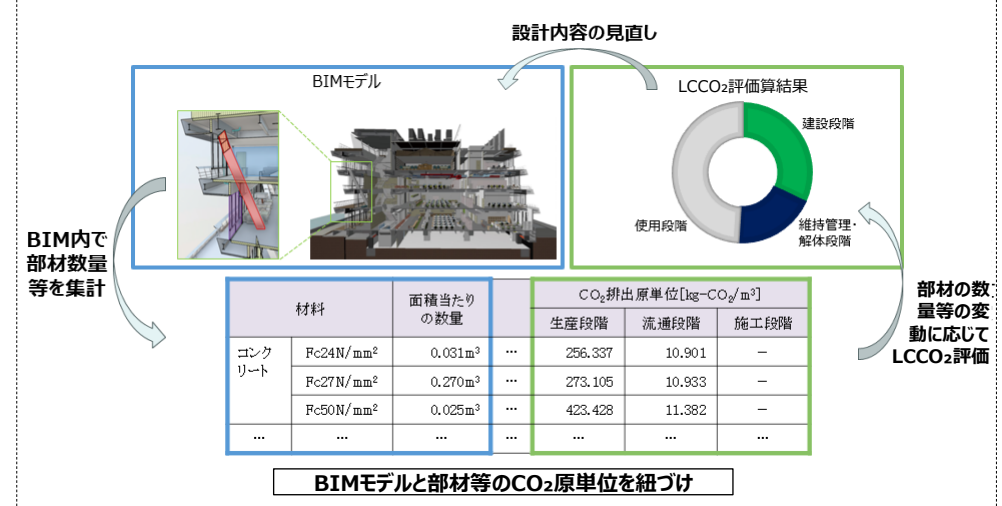 設計内容の見直し
BIMモデル
LCCO₂評価算結果
建設段階
使用段階
維持管理・
解体段階
BIM内で
部材数量
等を集計
部材の数
量等の変
動に応じて
LCCO₂評価
材料 面積当たり の数量 CO₂排出原単位[kg-CO₂/m³]
生産段階 流通段階 施工段階
コンクリート Fc24N/mm² 0.031m³ … 256.337 10.901 －
Fc27N/mm² 0.270m³ … 273.105 10.933 －
Fc50N/mm² 0.025m³ … 423.428 11.382 －
… … … … … … …
BIMモデルと部材等のCO₂原単位を紐づけ